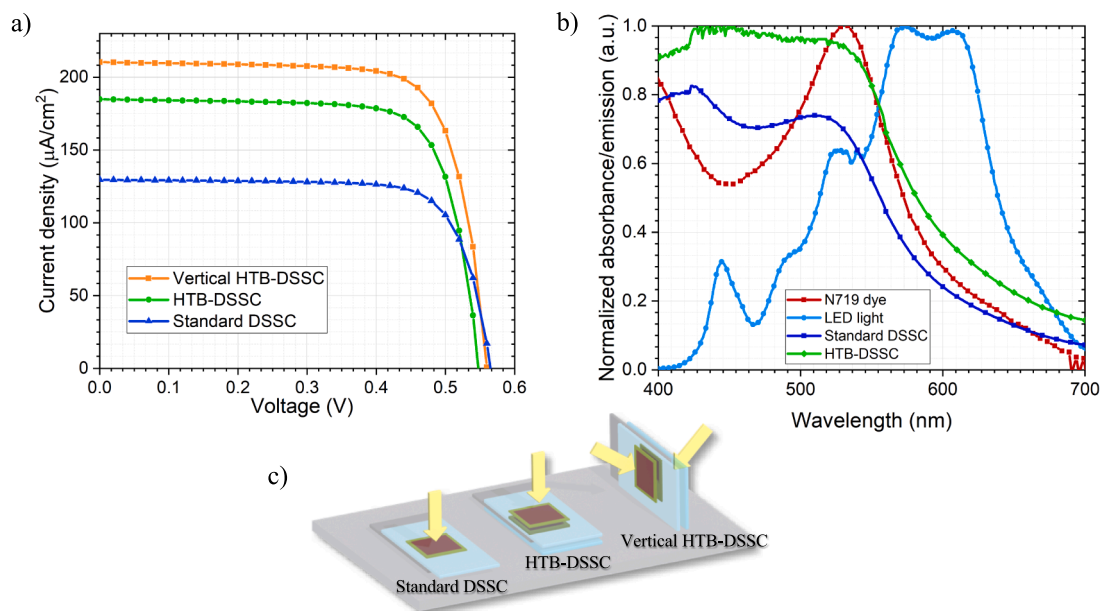 a)
Current density (µA/cm²)
200
150
100
50
0
0.0 0.1 0.2 0.3 0.4 0.5 0.6
Voltage (V)
Vertical HTB-DSSC
HTB-DSSC
Standard DSSC
b)
Normalized absorbance/emission (a.u.)
1.0
0.8
0.6
0.4
0.2
0.0
400 500 600 700
Wavelength (nm)
N719 dye
LED light
Standard DSSC
HTB-DSSC
c)
Standard DSSC
HTB-DSSC
Vertical HTB-DSSC